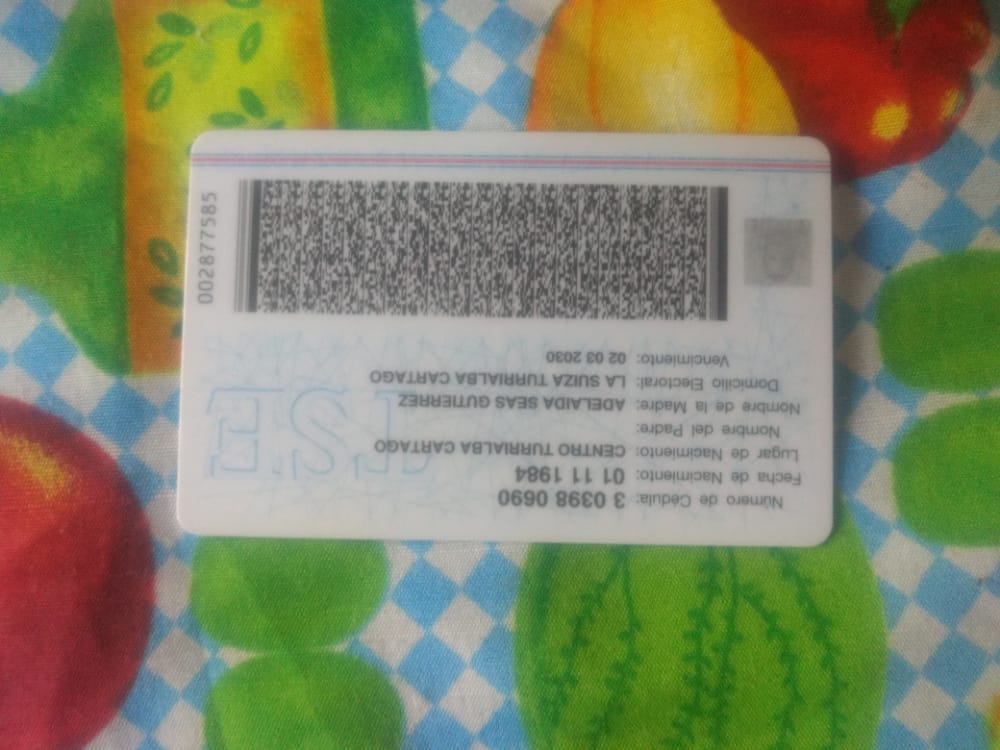 Número de Cédula: 3 0398 0690
Fecha de Nacimiento: 01 11 1984
Lugar de Nacimiento: CENTRO TURRIALBA CARTAGO
Nombre del Padre:
Nombre de la Madre: ADELAIDA SEAS GUTIERREZ
Domicilio Electoral: LA SUIZA TURRIALBA CARTAGO
Vencimiento: 02 03 2030
TSE
002877585